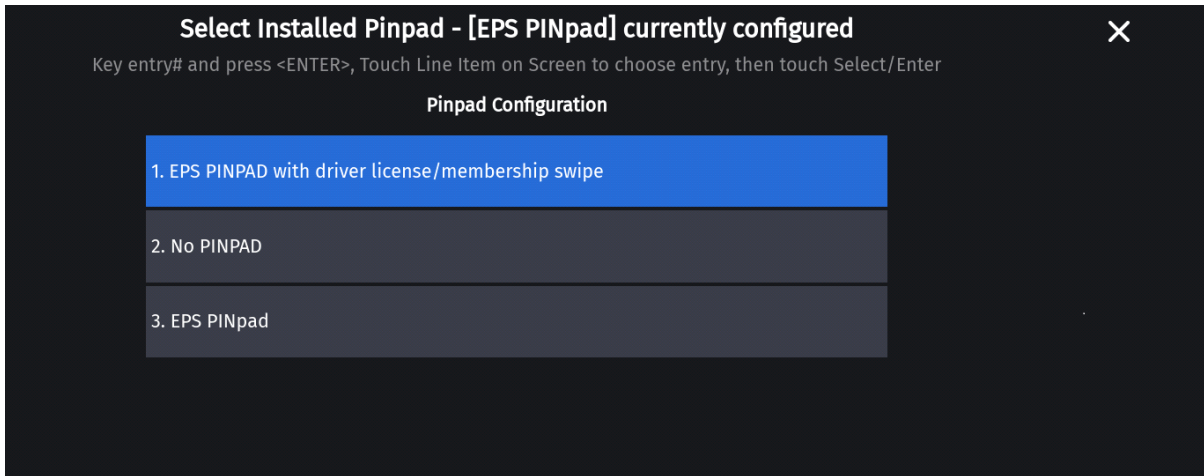 Select Installed Pinpad - [EPS PINpad] currently configured
Key entry# and press <ENTER>, Touch Line Item on Screen to choose entry, then touch Select/Enter
Pinpad Configuration
1. EPS PINPAD with driver license/membership swipe
2. No PINPAD
3. EPS PINpad